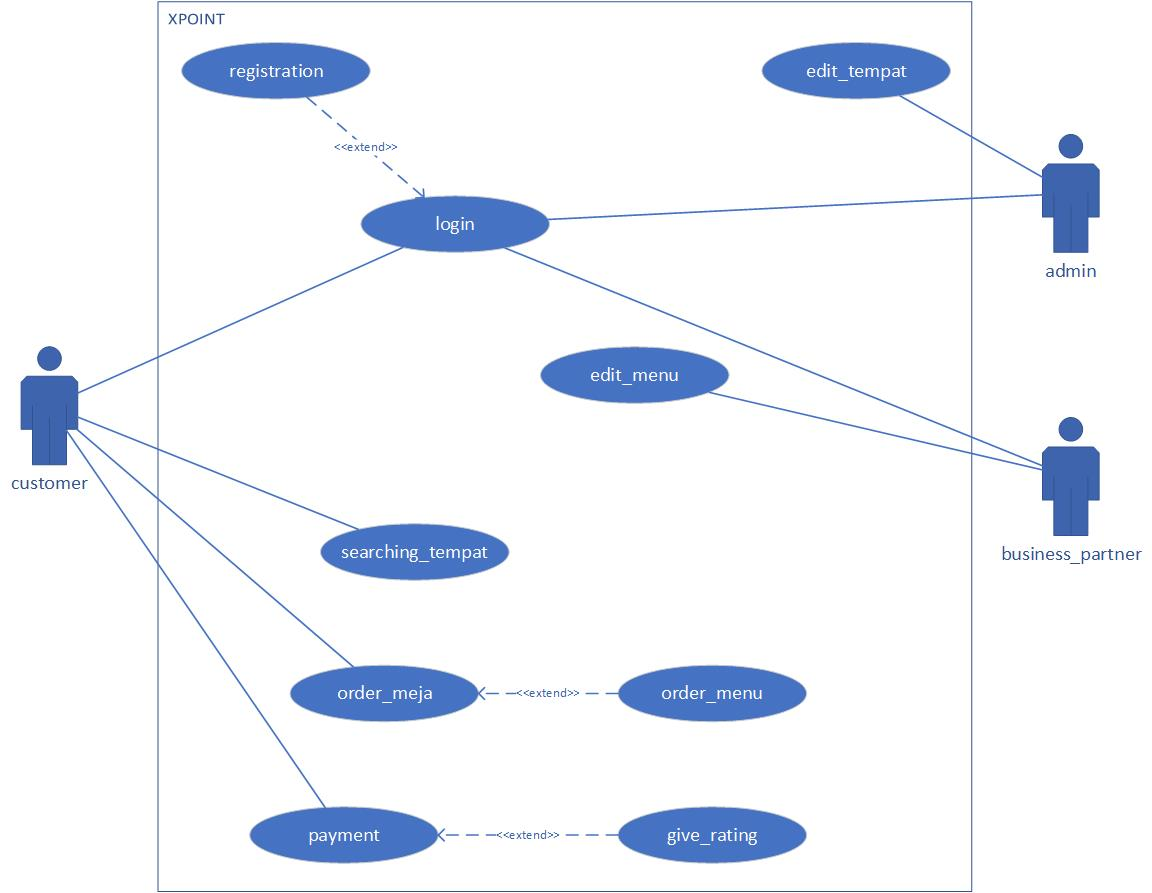 XPOINT
registration
edit_tempat
<<extend>>
login
admin
edit_menu
customer
searching_tempat
business_partner
order_meja
<<extend>>
order_menu
payment
<<extend>>
give_rating